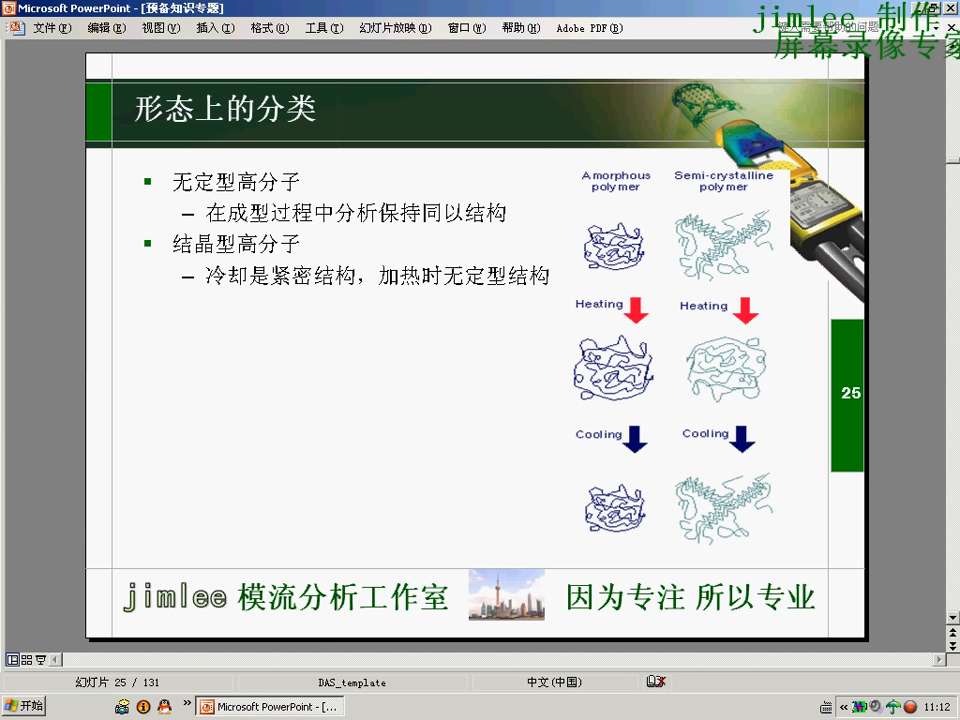 Microsoft PowerPoint - [预备知识专题]
jimlee 制作
文件(F) 编辑(E) 视图(V) 插入(I) 格式(O) 工具(T) 幻灯片放映(D) 窗口(W) 帮助(H) Adobe PDF(B)
屏幕录像专家
形态上的分类
无定型高分子
– 在成型过程中分析保持同以结构
结晶型高分子
– 冷却是紧密结构，加热时无定型结构
Amorphous polymer
Semi-crystalline polymer
Heating
Heating
25
Cooling
Cooling
jimlee 模流分析工作室
因为专注 所以专业
幻灯片 25 / 131
DAS_template
中文(中国)
开始
Microsoft PowerPoint - [...
11:12